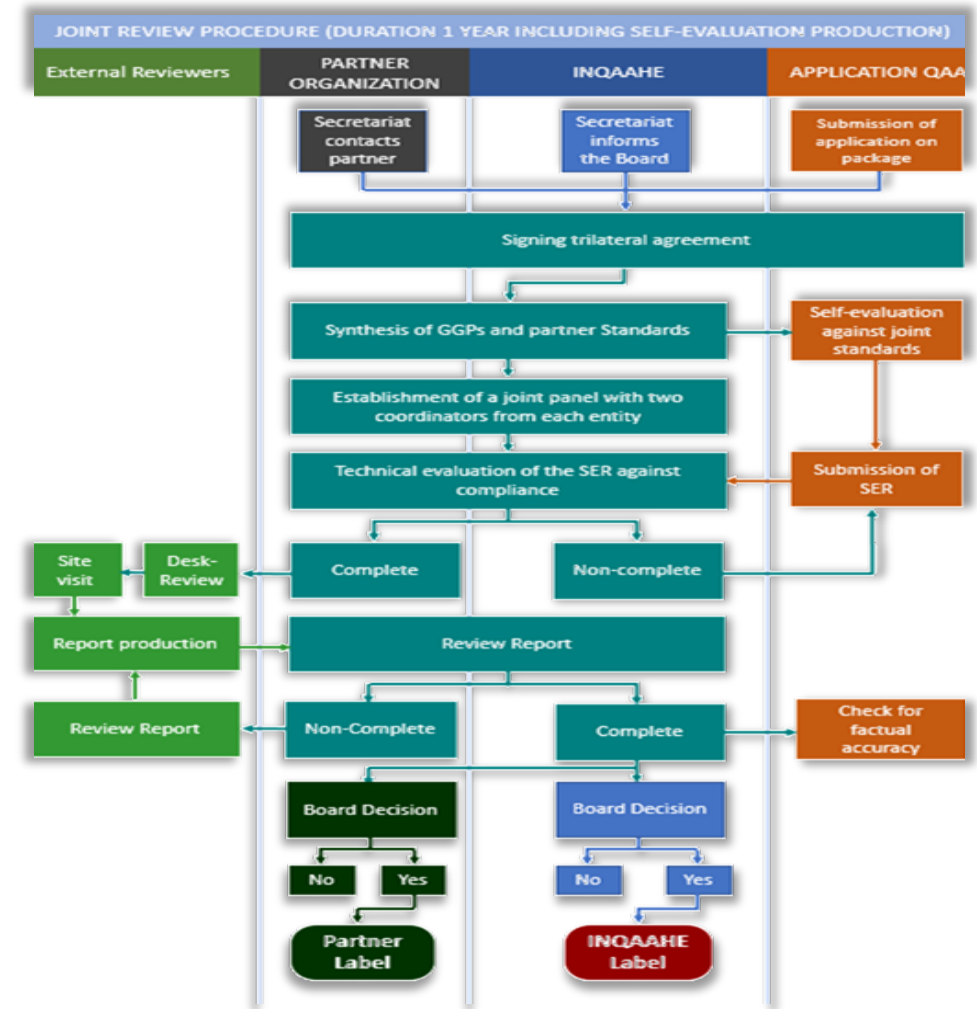 JOINT REVIEW PROCEDURE (DURATION 1 YEAR INCLUDING SELF-EVALUATION PRODUCTION)
External Reviewers
PARTNER
ORGANIZATION
INQAAHE
APPLICATION QAA
Secretariat
contacts
partner
Secretariat
informs
the Board
Submission of
application on
package
Signing trilateral agreement
Synthesis of GGPs and partner Standards
Self-evaluation
against joint
standards
Establishment of a joint panel with two
coordinators from each entity
Technical evaluation of the SER against
compliance
Submission of
SER
Site
visit
Desk-
Review
Complete
Non-complete
Report production
Review Report
Review Report
Non-Complete
Complete
Check for
factual
accuracy
Board Decision
Board Decision
No
Yes
No
Yes
Partner
Label
INQAAHE
Label